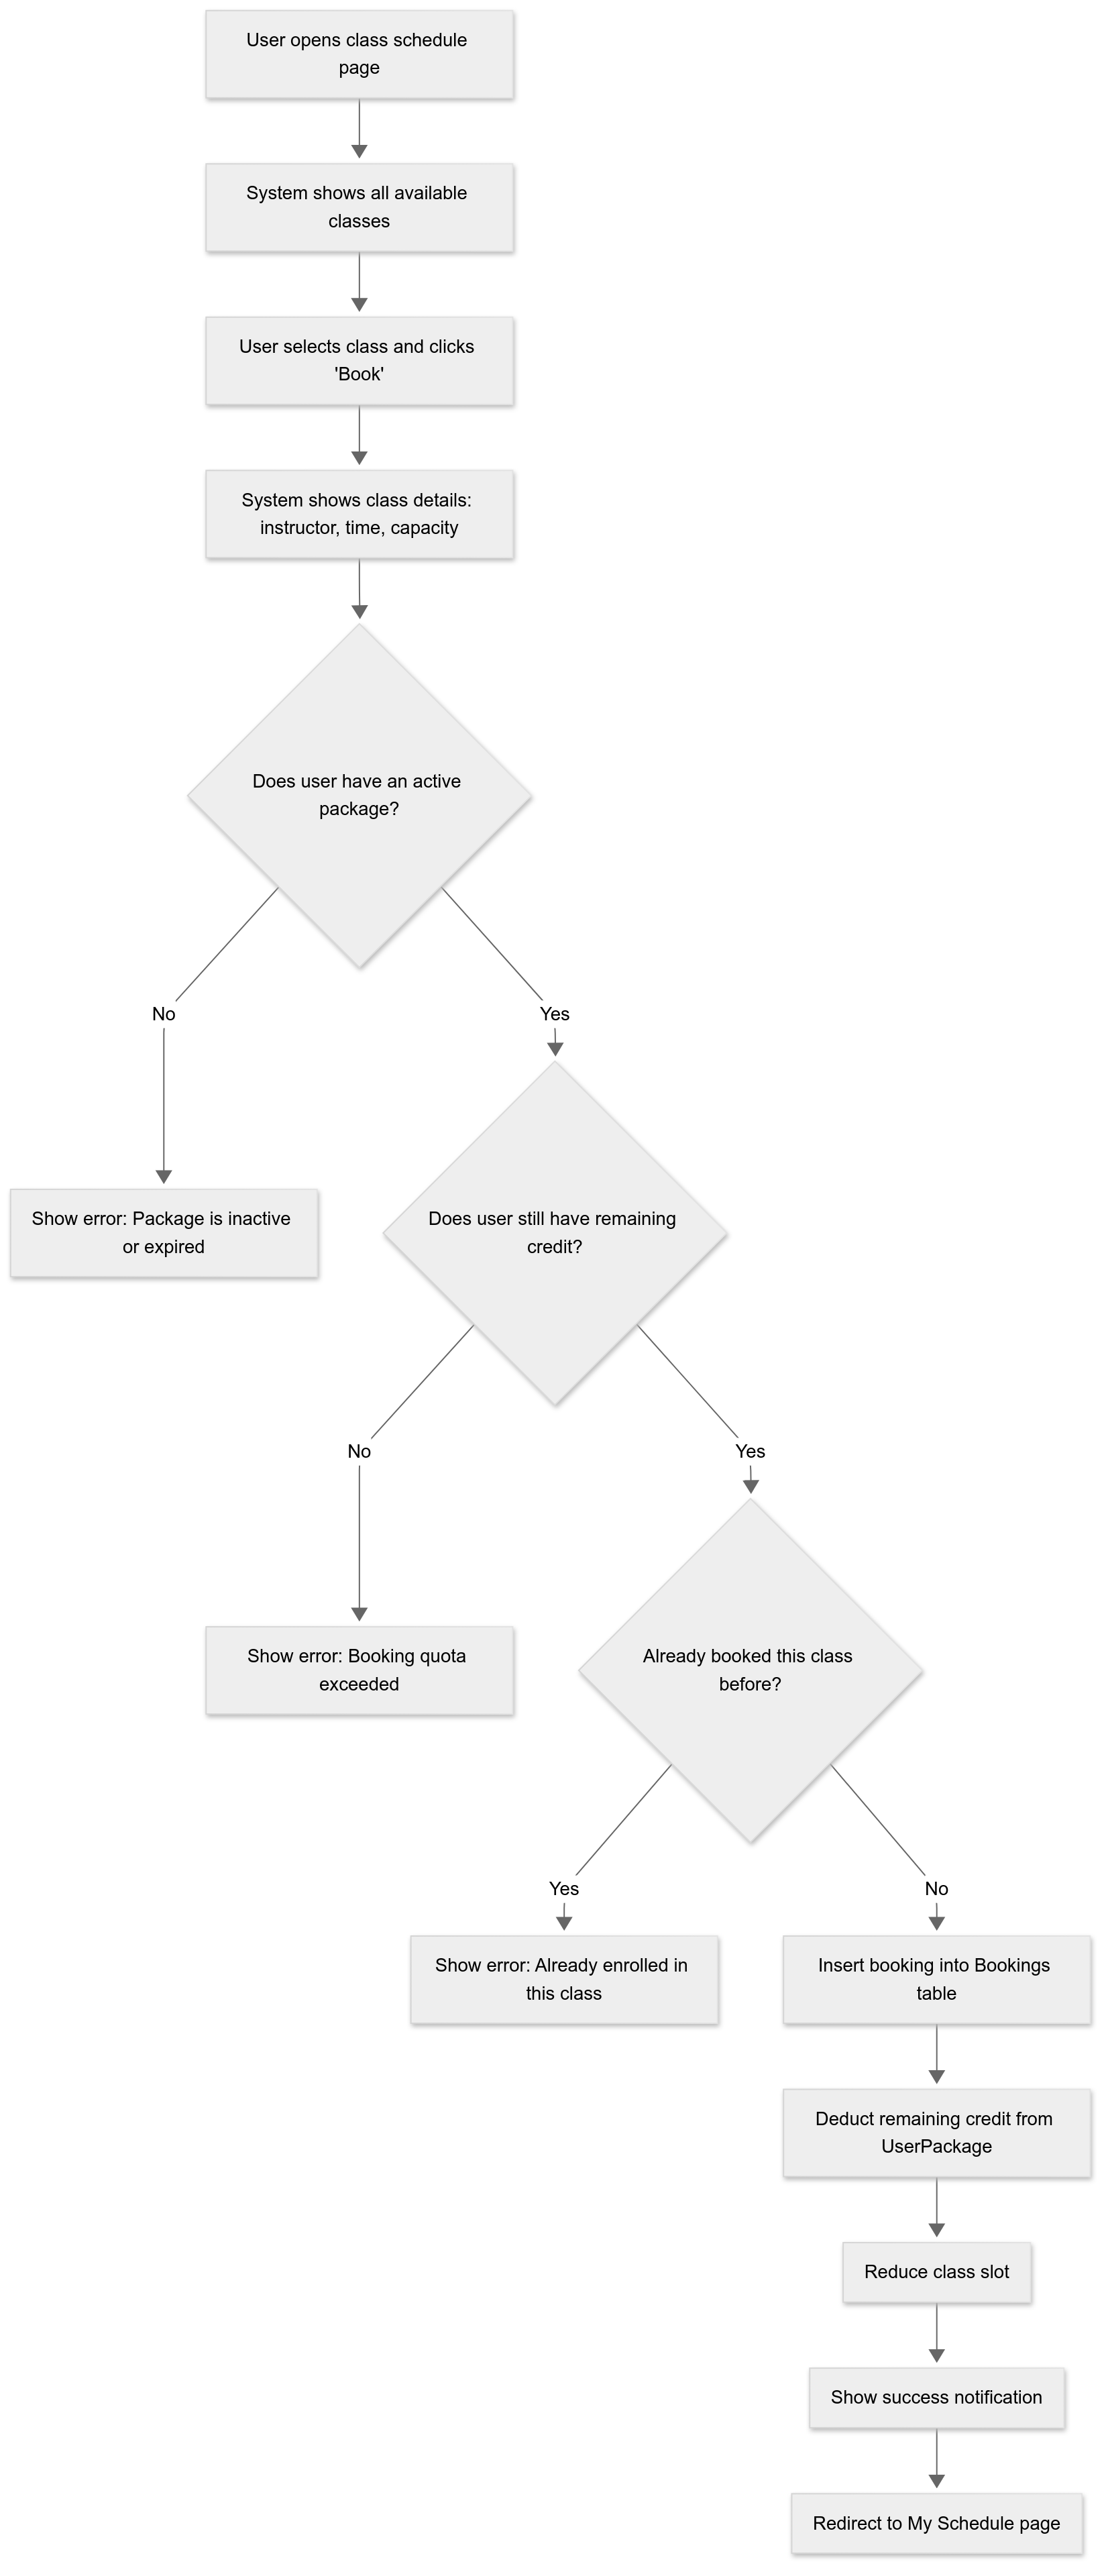 User opens class schedule
page
System shows all available
classes
User selects class and clicks
'Book'
System shows class details:
instructor, time, capacity
Does user have an active
package?
No
Yes
Show error: Package is inactive
or expired
Does user still have remaining
credit?
No
Yes
Show error: Booking quota
exceeded
Already booked this class
before?
Yes
No
Show error: Already enrolled in
this class
Insert booking into Bookings
table
Deduct remaining credit from
UserPackage
Reduce class slot
Show success notification
Redirect to My Schedule page